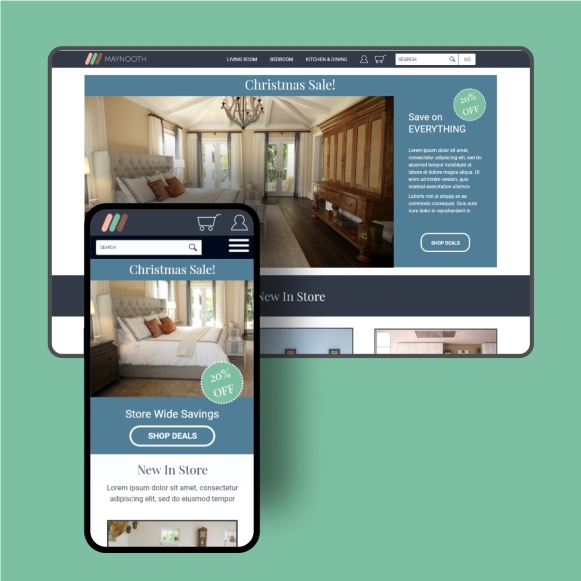 MAYNOOTH
LIVING ROOM BEDROOM KITCHEN & DINING
SEARCH
GO
Christmas Sale!
20%
OFF
Save on
EVERYTHING
Lorem ipsum dolor sit amet,
consectetur adipiscing elit, sed do
eiusmod tempor incididunt ut
labore et dolore magna aliqua. Ut
enim ad minim veniam, quis
nostrud exercitation ullamco
Laboris nisi ut aliquip ex ea
commodo consequat. Duis aute
irure dolor in reprehenderit in
SHOP DEALS
New In Store
SEARCH
Christmas Sale!
20%
OFF
Store Wide Savings
SHOP DEALS
New In Store
Lorem ipsum dolor sit amet, consectetur
adipiscing elit, sed do eiusmod tempor